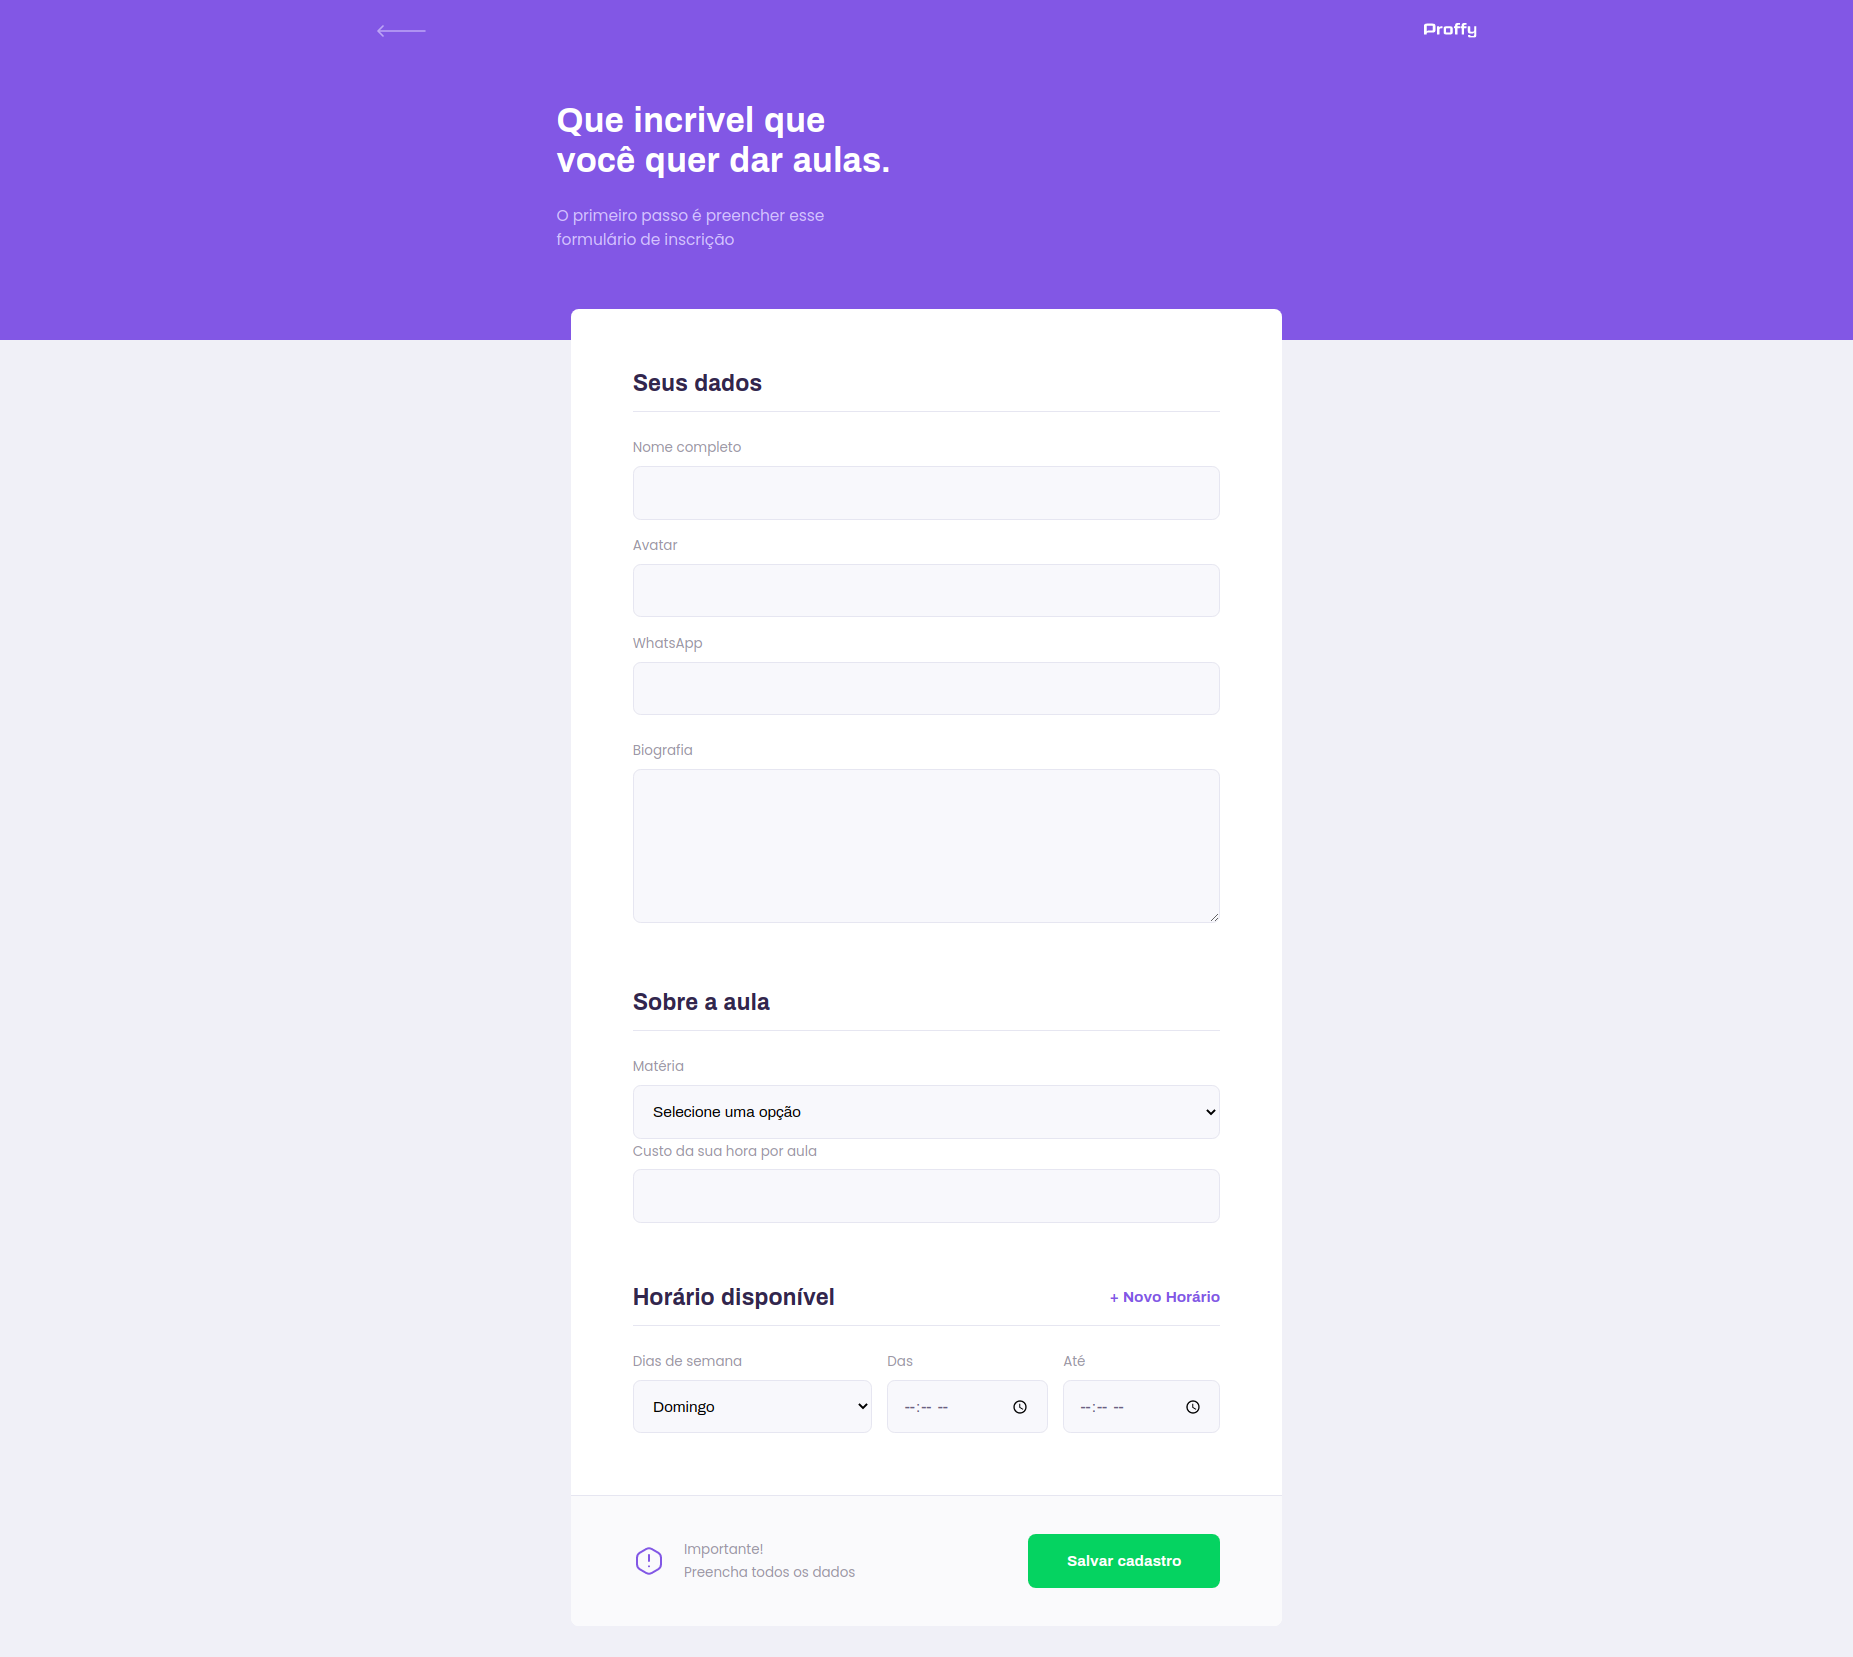 Proffy
Que incrivel que
você quer dar aulas.
O primeiro passo é preencher esse
formulário de inscrição
Seus dados
Nome completo
Avatar
WhatsApp
Biografia
Sobre a aula
Matéria
Selecione uma opção
Custo da sua hora por aula
Horário disponível
+ Novo Horário
Dias de semana
Das
Até
Domingo
--:-- --
--:-- --
Importante!
Preencha todos os dados
Salvar cadastro